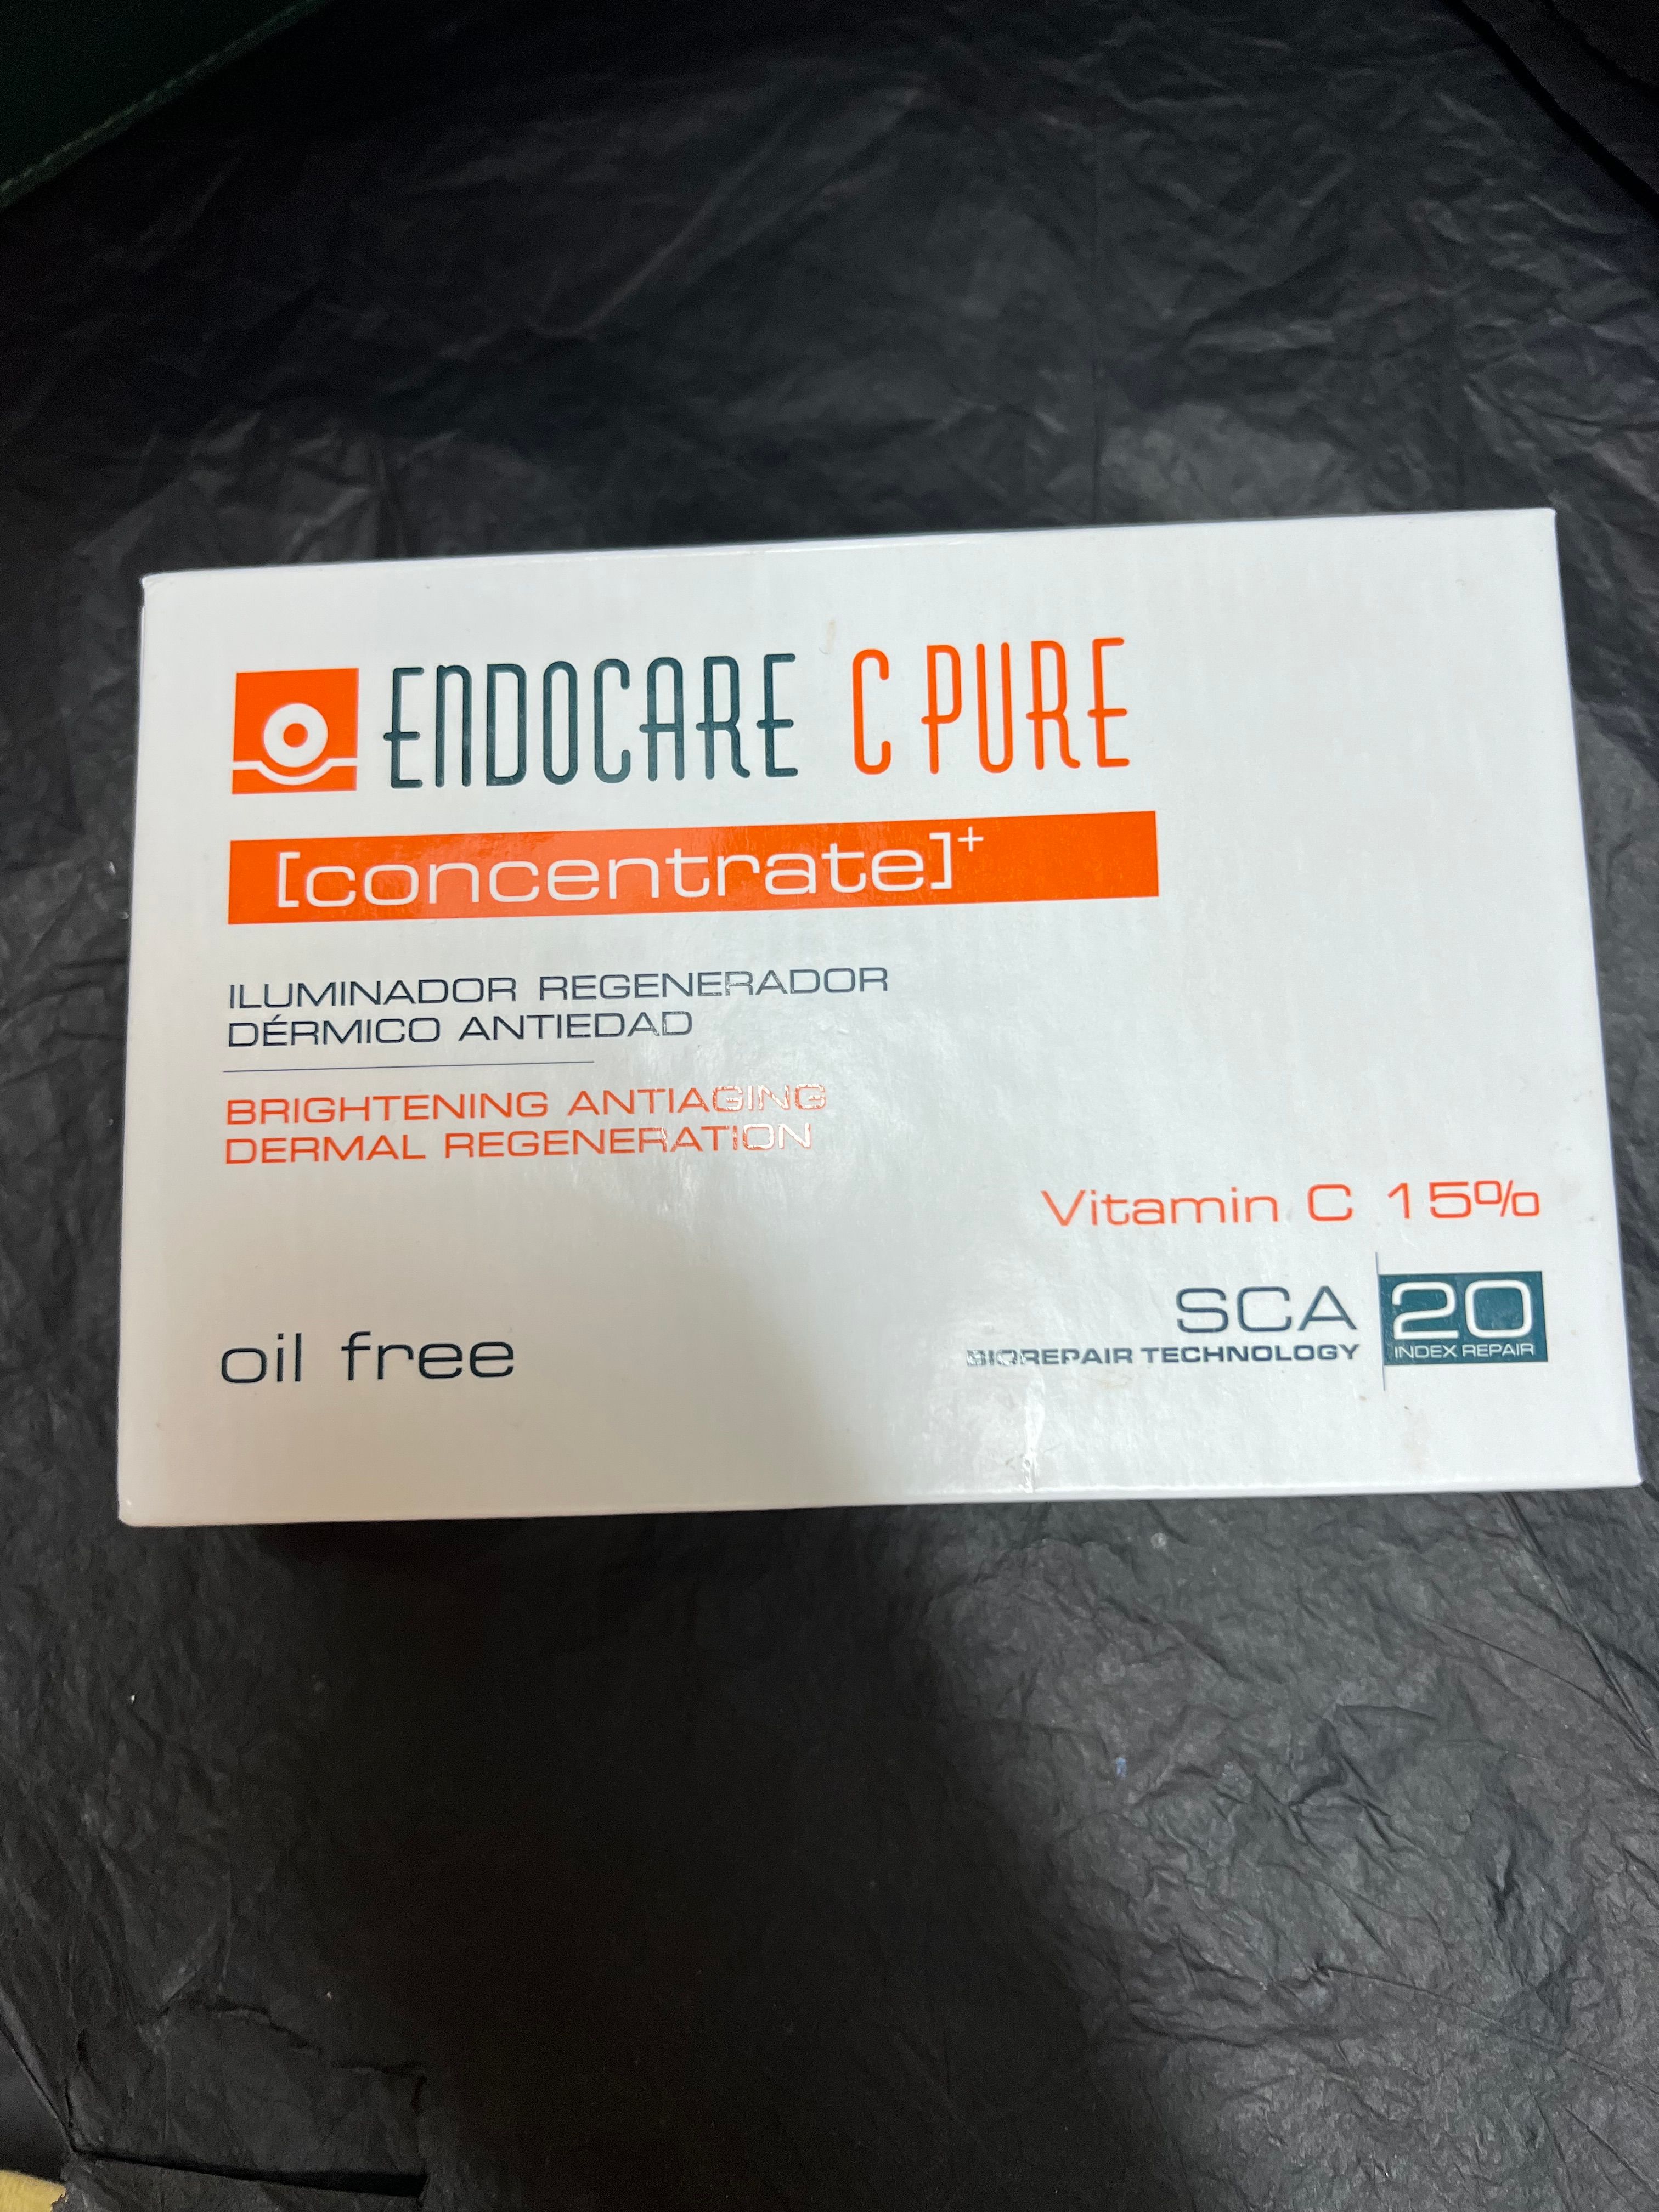 ENDOCARE C PURE
[concentrate]+
ILUMINADOR REGENERADOR
DÉRMICO ANTIEDAD
BRIGHTENING ANTIAGING
DERMAL REGENERATION
Vitamin C 15%
oil free
SCA 20
BIOREPAIR TECHNOLOGY INDEX REPAIR